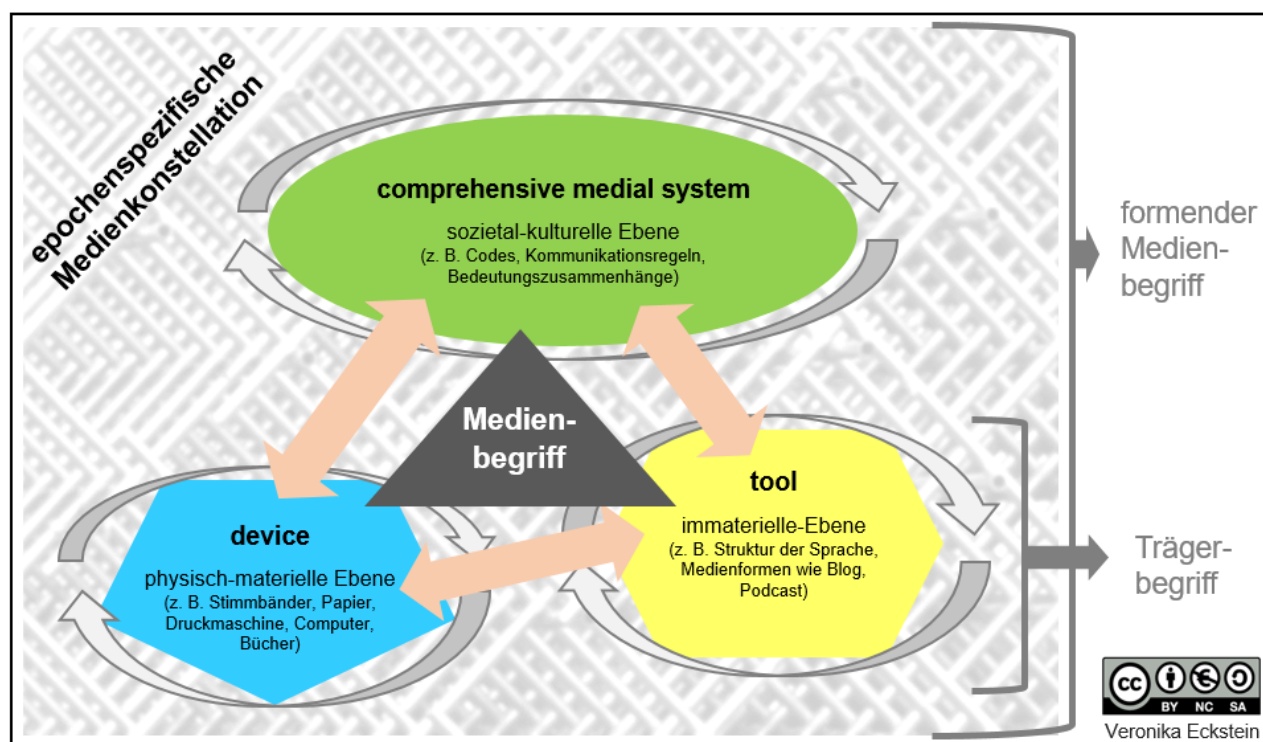 epochenspezifische
Medienkonstellation
comprehensive medial system
sozietal-kulturelle Ebene
(z. B. Codes, Kommunikationsregeln,
Bedeutungszusammenhänge)
formender
Medien-
begriff
Medien-
begriff
device
physisch-materielle Ebene
(z. B. Stimmbänder, Papier,
Druckmaschine, Computer,
Bücher)
tool
immaterielle-Ebene
(z. B. Struktur der Sprache,
Medienformen wie Blog,
Podcast)
Träger-
begriff
cc
BY NC SA
Veronika Eckstein